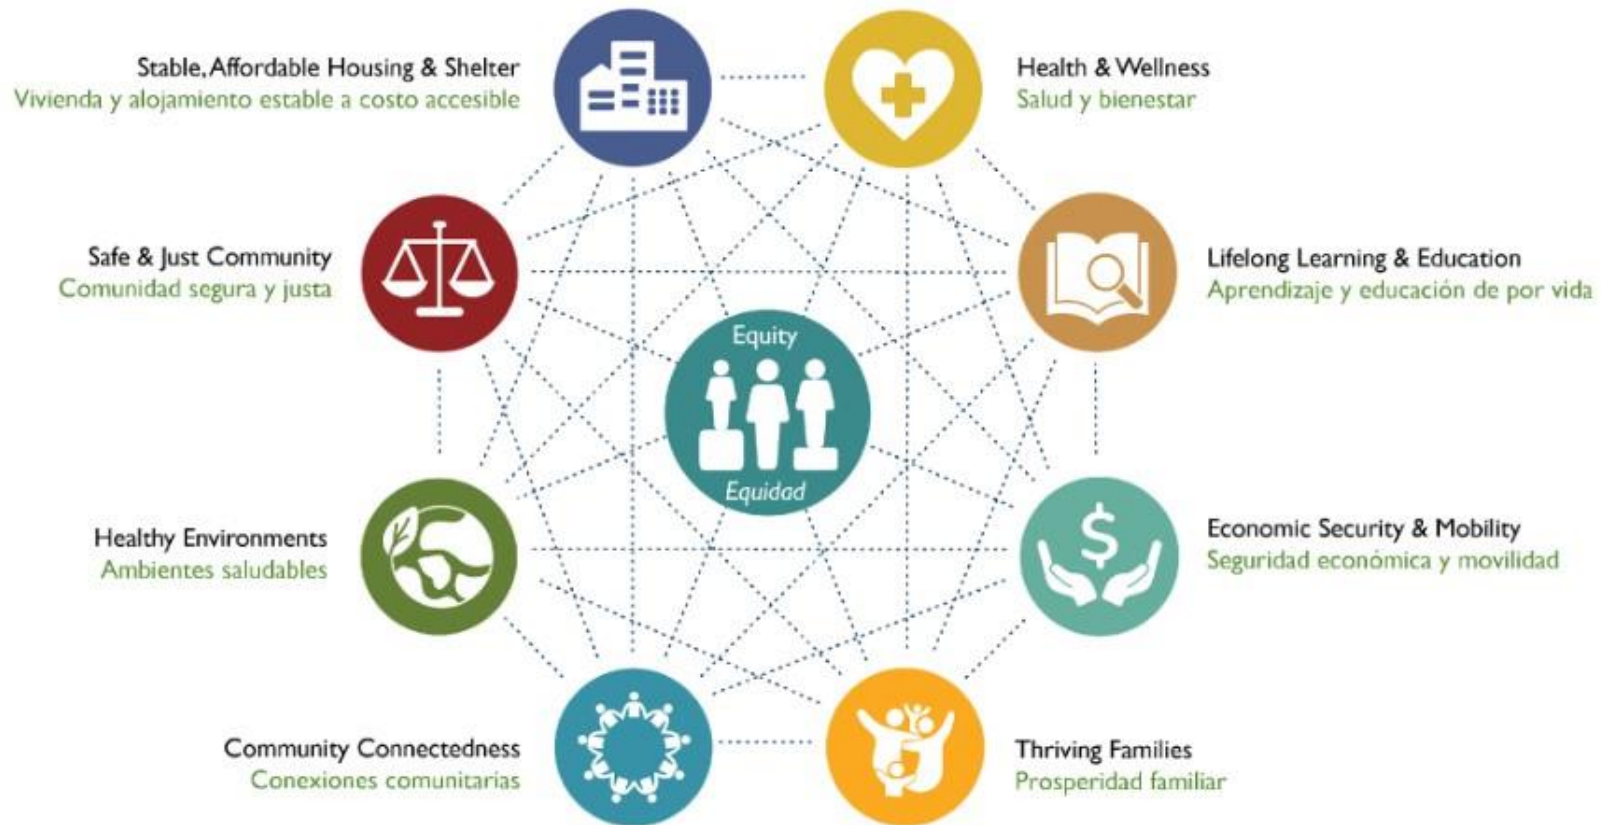 Stable, Affordable Housing & Shelter
Vivienda y alojamiento estable a costo accesible
Health & Wellness
Salud y bienestar
Safe & Just Community
Comunidad segura y justa
Lifelong Learning & Education
Aprendizaje y educación de por vida
Equity
Equidad
Healthy Environments
Ambientes saludables
$
Economic Security & Mobility
Seguridad económica y movilidad
Community Connectedness
Conexiones comunitarias
Thriving Families
Prosperidad familiar